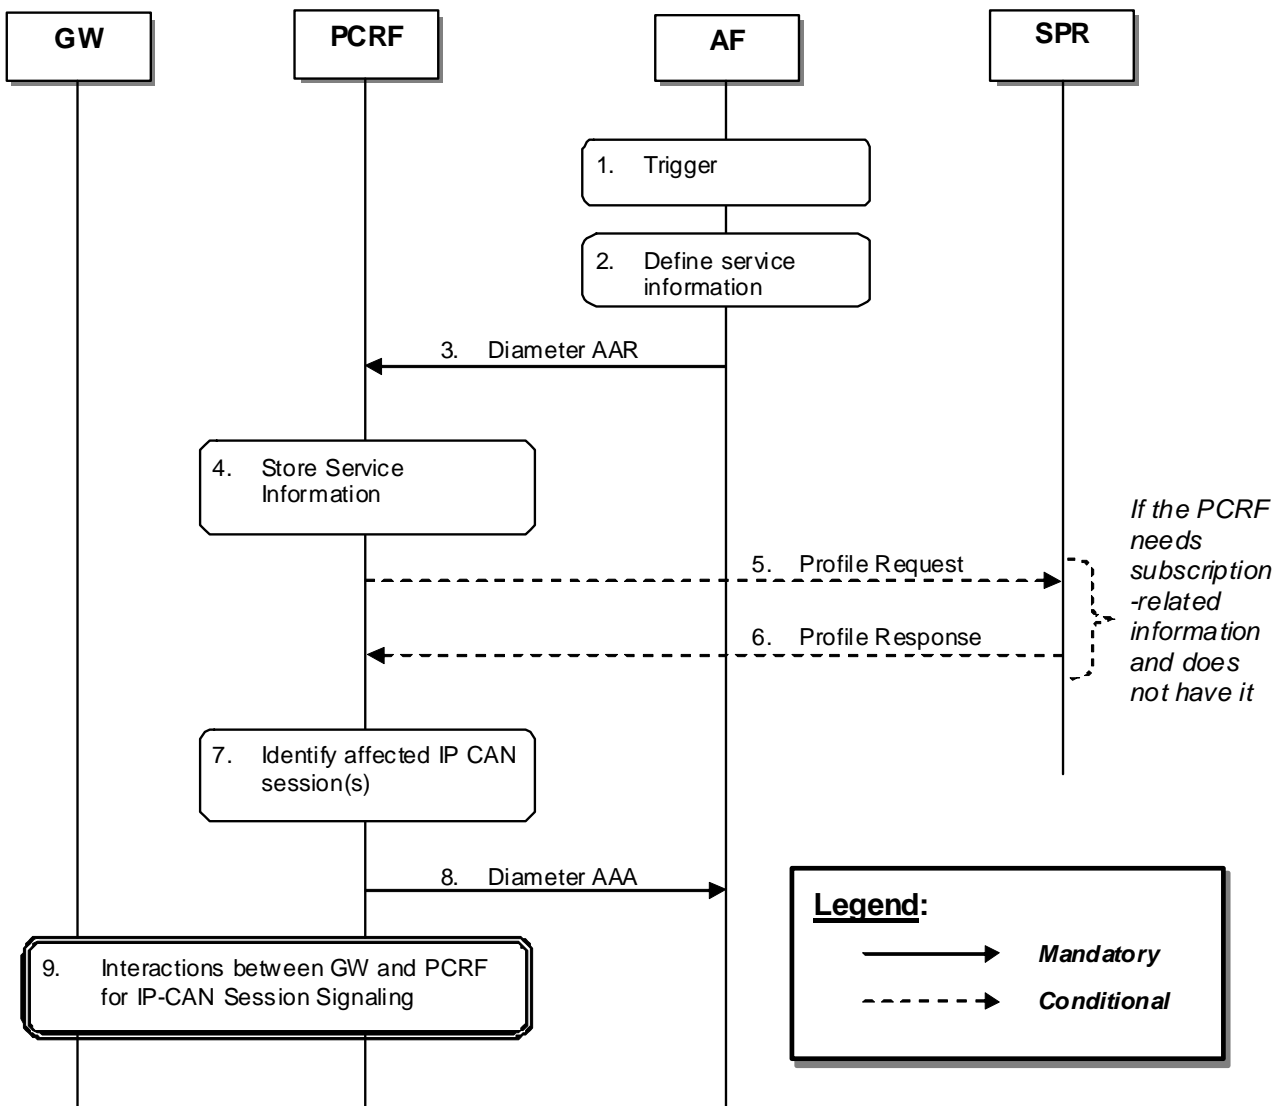 GW
PCRF
AF
SPR
1. Trigger
2. Define service
information
3. Diameter AAR
4. Store Service
Information
5. Profile Request
6. Profile Response
If the PCRF
needs
subscription
-related
information
and does
not have it
7. Identify affected IP CAN
session(s)
8. Diameter AAA
9. Interactions between GW and PCRF
for IP-CAN Session Signaling
Legend:
Mandatory
Conditional